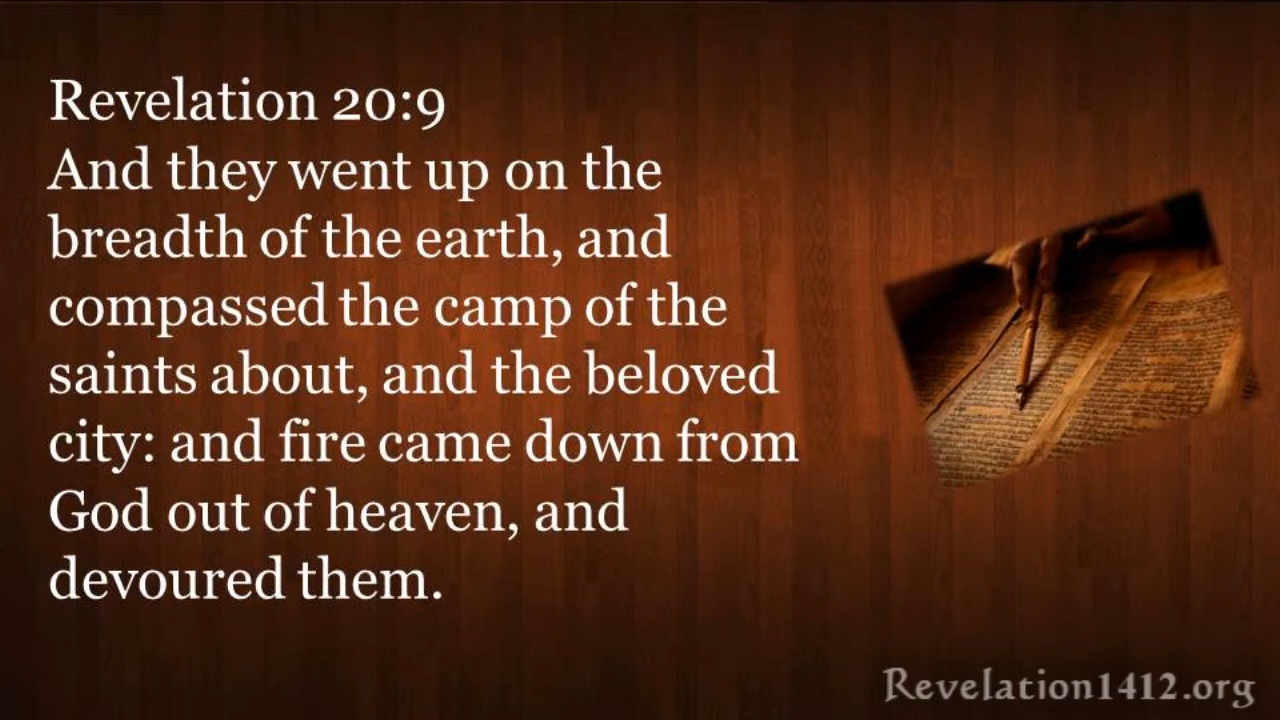 Revelation 20:9
And they went up on the
breadth of the earth, and
compassed the camp of the
saints about, and the beloved
city: and fire came down from
God out of heaven, and
devoured them.
Revelation1412.org